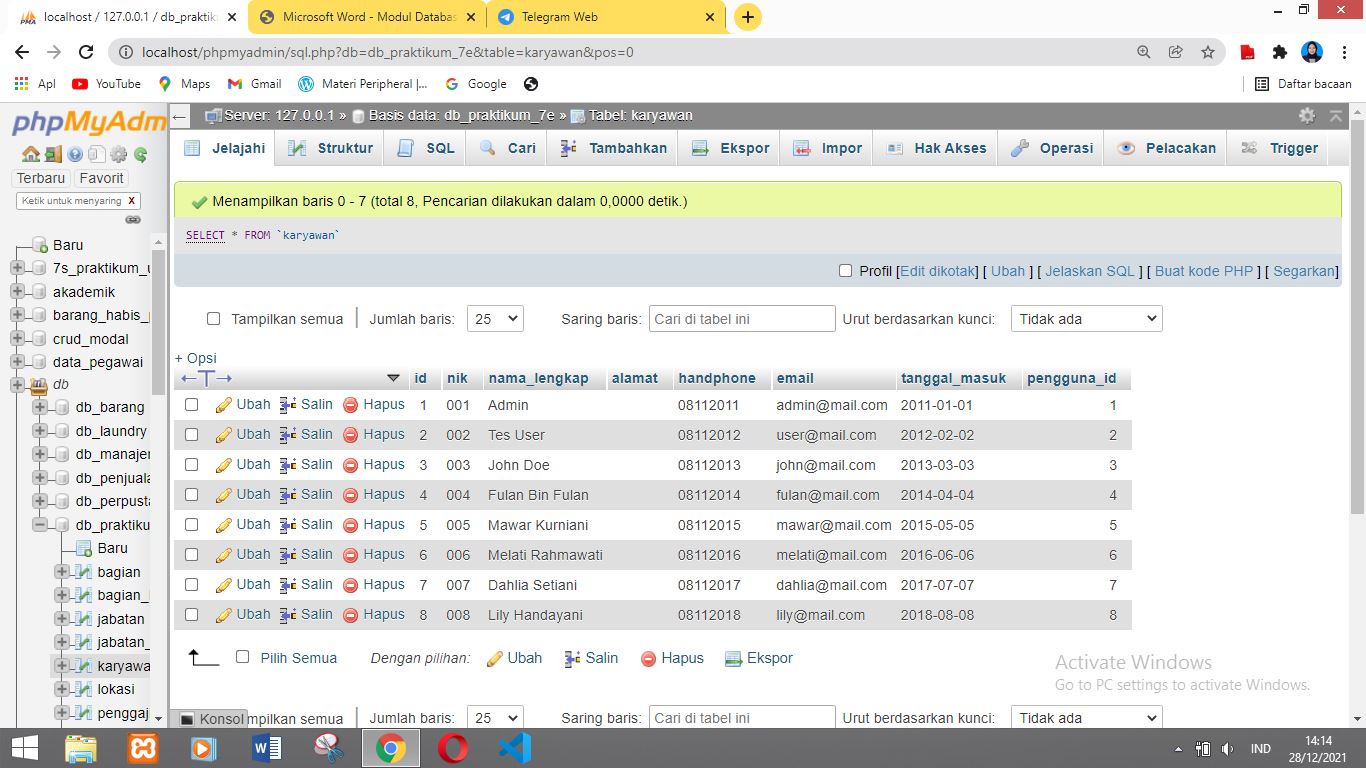 localhost / 127.0.0.1 / db_praktik
Microsoft Word - Modul Databas
Telegram Web
localhost/phpmyadmin/sql.php?db=db_praktikum_7e&table=karyawan&pos=0
Apl YouTube Maps Gmail Materi Peripheral |... Google Daftar bacaan
phpMyAdm
Terbaru Favorit
Ketik untuk menyaring X
Baru
7s_praktikum_u
akademik
barang_habis_
crud_modal
data_pegawai
db
db_barang
db_laundry
db_manajer
db_penjuala
db_perpusta
db_praktiku
Baru
bagian
bagian_
jabatan
jabatan_
karyawa
lokasi
penggaj
Server: 127.0.0.1 » Basis data: db_praktikum_7e » Tabel: karyawan
Jelajahi Struktur SQL Cari Tambahkan Ekspor Impor Hak Akses Operasi Pelacakan Trigger
Menampilkan baris 0 - 7 (total 8, Pencarian dilakukan dalam 0,0000 detik.)
SELECT * FROM `karyawan`
Profil [Edit dikotak] [ Ubah ] [ Jelaskan SQL ] [ Buat kode PHP ] [ Segarkan]
Tampilkan semua Jumlah baris: 25 Saring baris: Cari di tabel ini Urut berdasarkan kunci: Tidak ada
+ Opsi
←T→ id nik nama_lengkap alamat handphone email tanggal_masuk pengguna_id
Ubah Salin Hapus 1 001 Admin 08112011 admin@mail.com 2011-01-01 1
Ubah Salin Hapus 2 002 Tes User 08112012 user@mail.com 2012-02-02 2
Ubah Salin Hapus 3 003 John Doe 08112013 john@mail.com 2013-03-03 3
Ubah Salin Hapus 4 004 Fulan Bin Fulan 08112014 fulan@mail.com 2014-04-04 4
Ubah Salin Hapus 5 005 Mawar Kurniani 08112015 mawar@mail.com 2015-05-05 5
Ubah Salin Hapus 6 006 Melati Rahmawati 08112016 melati@mail.com 2016-06-06 6
Ubah Salin Hapus 7 007 Dahlia Setiani 08112017 dahlia@mail.com 2017-07-07 7
Ubah Salin Hapus 8 008 Lily Handayani 08112018 lily@mail.com 2018-08-08 8
Pilih Semua Dengan pilihan: Ubah Salin Hapus Ekspor
Activate Windows
Go to PC settings to activate Windows.
Konsol mpilkan semua Jumlah baris: 25 Saring baris: Cari di tabel ini Urut berdasarkan kunci: Tidak ada
IND
14:14
28/12/2021